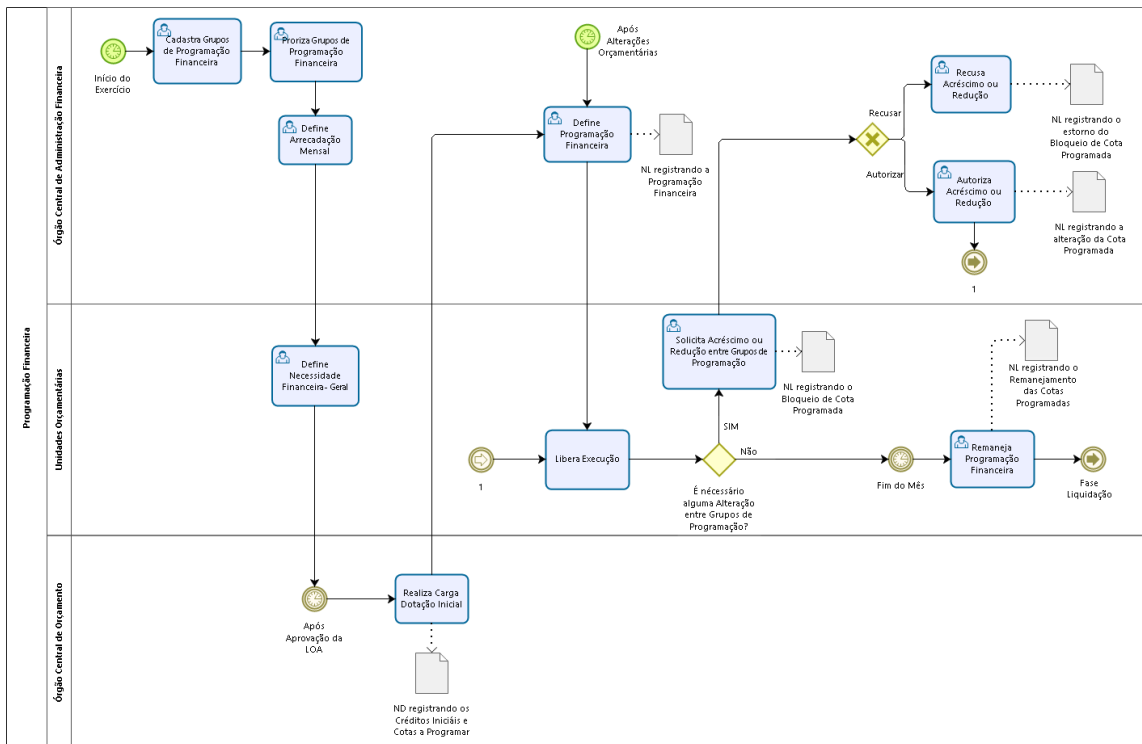 Programação Financeira
Órgão Central de Administração Financeira
Início do
Exercício
Cadastra Grupos
de Programação
Financeira
Proriza Grupos de
Programação
Financeira
Define
Arrecadação
Mensal
Após
Alterações
Orçamentárias
Define
Programação
Financeira
NL registrando a
Programação
Financeira
Recusar
Autorizar
Recusa
Acréscimo ou
Redução
NL registrando o
estorno do
Bloqueio de Cota
Programada
Autoriza
Acréscimo ou
Redução
NL registrando a
alteração da Cota
Programada
1
Unidades Orçamentárias
Define
Necessidade
Financeira- Geral
1
Libera Execução
Solicita Acréscimo ou
Redução entre Grupos de
Programação
NL registrando o
Bloqueio de Cota
Programada
SIM
Não
É nécessário
alguma Alteração
entre Grupos de
Programação?
Fim do Mês
Remaneja
Programação
Financeira
NL registrando o
Remanejamento
das Cotas
Programadas
Fase
Liquidação
Órgão Central de Orçamento
Após
Aprovação da
LOA
Realiza Carga
Dotação Inicial
ND registrando os
Créditos Iniciáis e
Cotas a Programar